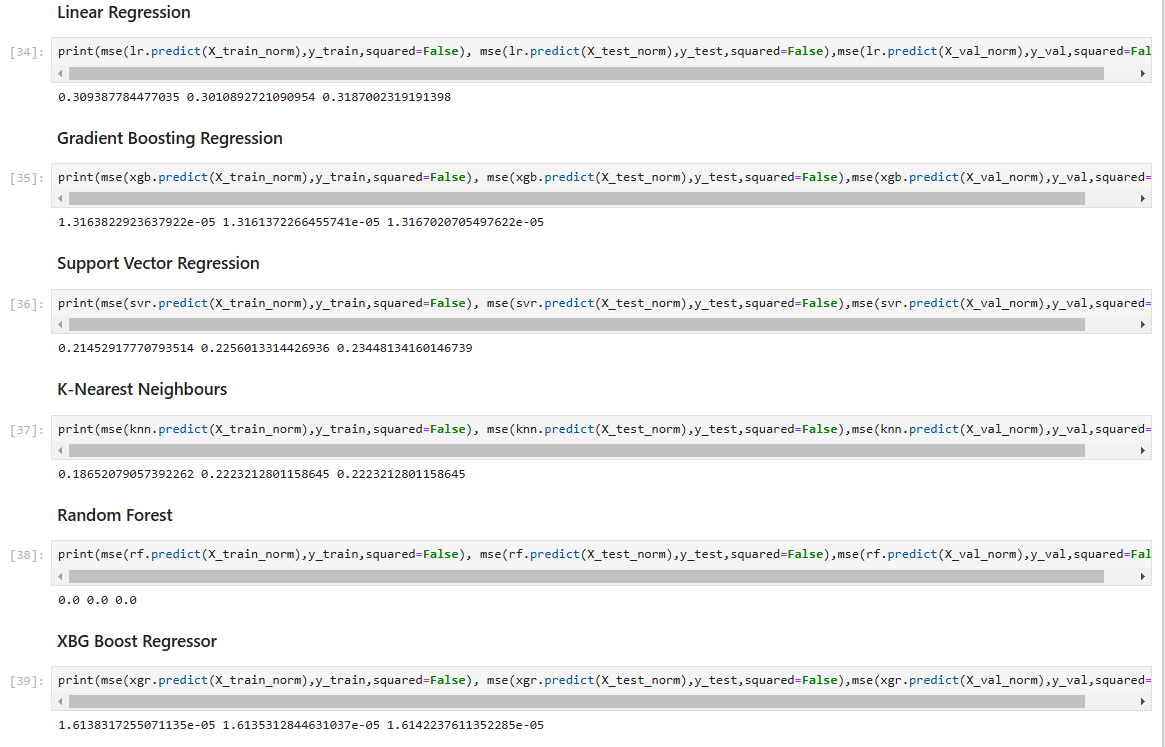 Linear Regression
[34]: print(mse(lr.predict(X_train_norm),y_train,squared=False), mse(lr.predict(X_test_norm),y_test,squared=False),mse(lr.predict(X_val_norm),y_val,squared=Fal
0.309387784477035 0.3010892721090954 0.3187002319191398
Gradient Boosting Regression
[35]: print(mse(xgb.predict(X_train_norm),y_train,squared=False), mse(xgb.predict(X_test_norm),y_test,squared=False),mse(xgb.predict(X_val_norm),y_val,squared=
1.3163822923637922e-05 1.3161372266455741e-05 1.3167020705497622e-05
Support Vector Regression
[36]: print(mse(svr.predict(X_train_norm),y_train,squared=False), mse(svr.predict(X_test_norm),y_test,squared=False),mse(svr.predict(X_val_norm),y_val,squared=
0.21452917770793514 0.2256013314426936 0.23448134160146739
K-Nearest Neighbours
[37]: print(mse(knn.predict(X_train_norm),y_train,squared=False), mse(knn.predict(X_test_norm),y_test,squared=False),mse(knn.predict(X_val_norm),y_val,squared=
0.18652079057392262 0.2223212801158645 0.2223212801158645
Random Forest
[38]: print(mse(rf.predict(X_train_norm),y_train,squared=False), mse(rf.predict(X_test_norm),y_test,squared=False),mse(rf.predict(X_val_norm),y_val,squared=Fal
0.0 0.0 0.0
XBG Boost Regressor
[39]: print(mse(xgr.predict(X_train_norm),y_train,squared=False), mse(xgr.predict(X_test_norm),y_test,squared=False),mse(xgr.predict(X_val_norm),y_val,squared=
1.6138317255071135e-05 1.6135312844631037e-05 1.6142237611352285e-05